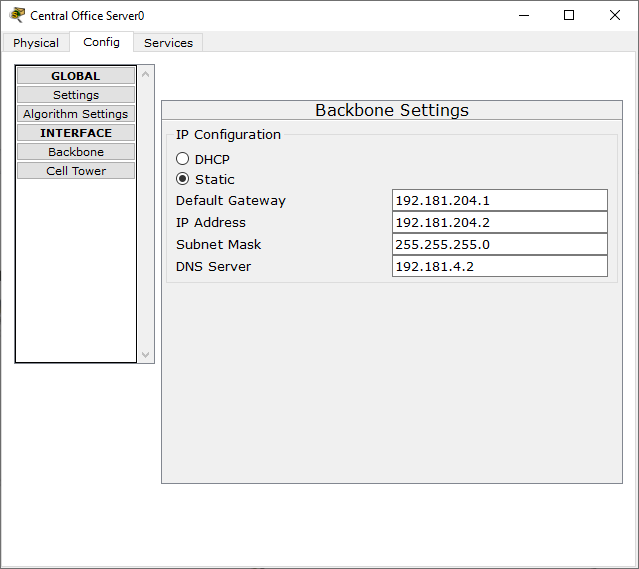 Central Office Server0
Physical Config Services
GLOBAL
Settings
Algorithm Settings
INTERFACE
Backbone
Cell Tower
Backbone Settings
IP Configuration
DHCP
Static
Default Gateway 192.181.204.1
IP Address 192.181.204.2
Subnet Mask 255.255.255.0
DNS Server 192.181.4.2